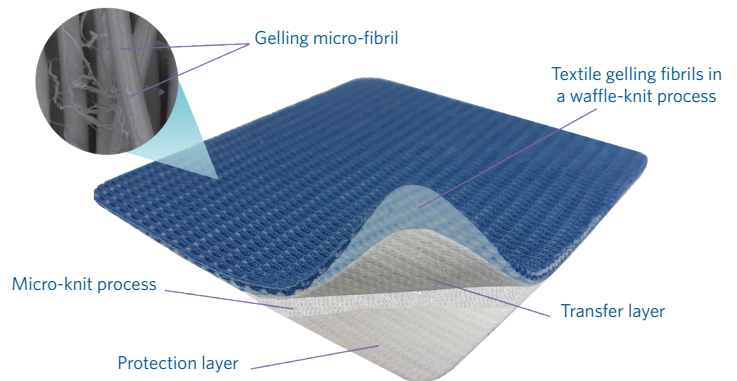 Gelling micro-fibril
Textile gelling fibrils in
a waffle-knit process
Micro-knit process
Transfer layer
Protection layer